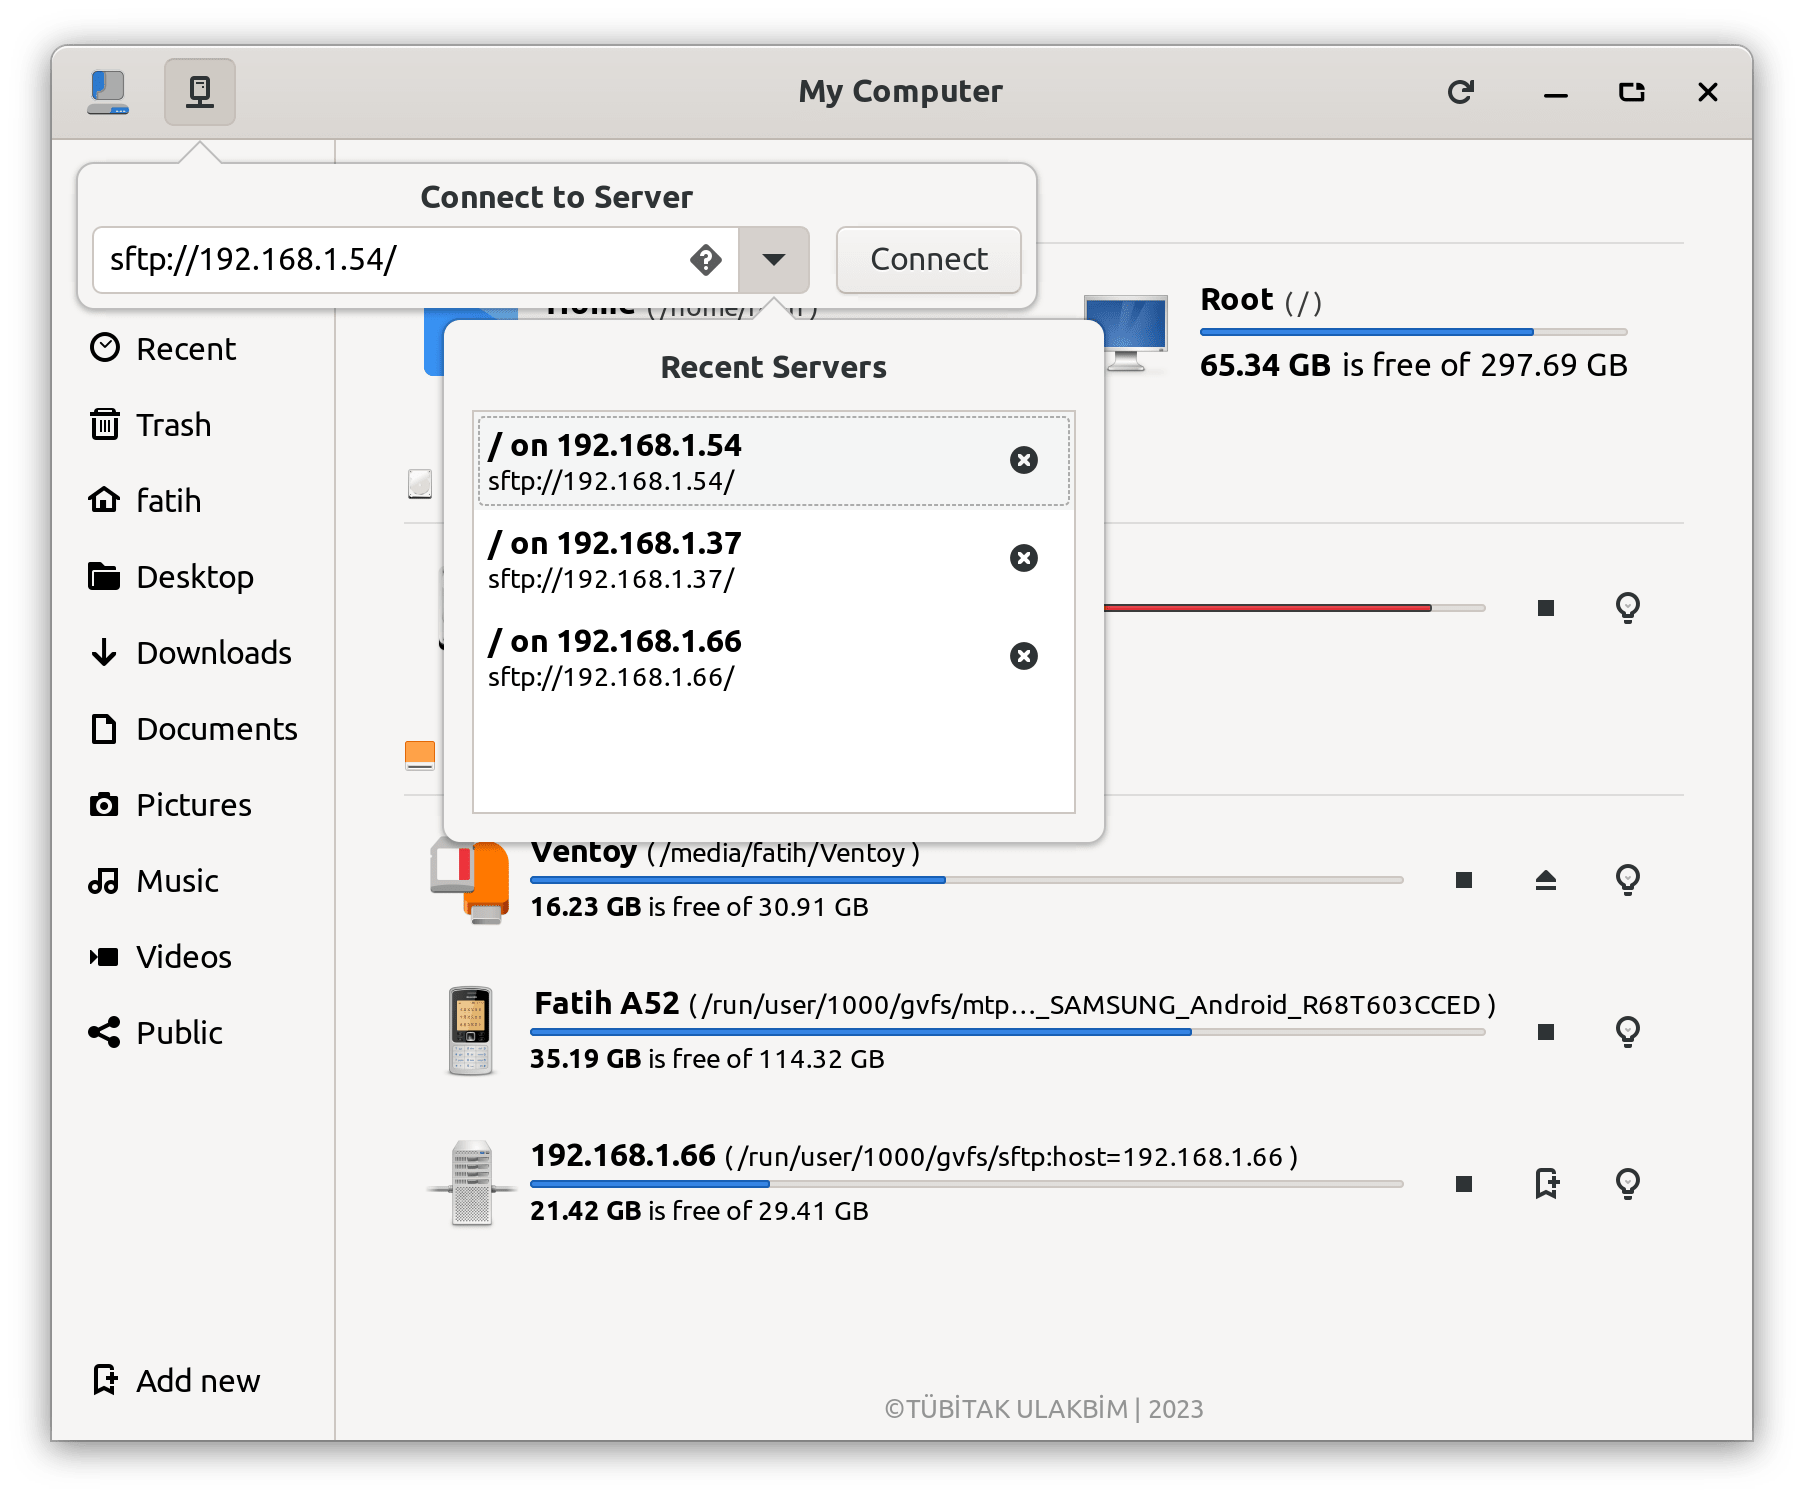 My Computer
Connect to Server
sftp://192.168.1.54/
Connect
Home (/home/
Root (/)
65.34 GB is free of 297.69 GB
Recent Servers
/ on 192.168.1.54
sftp://192.168.1.54/
/ on 192.168.1.37
sftp://192.168.1.37/
/ on 192.168.1.66
sftp://192.168.1.66/
Recent
Trash
fatih
Desktop
Downloads
Documents
Pictures
Music
Videos
Public
Add new
Ventoy (/media/fatih/Ventoy )
16.23 GB is free of 30.91 GB
Fatih A52 (/run/user/1000/gvfs/mtp…_SAMSUNG_Android_R68T603CCED )
35.19 GB is free of 114.32 GB
192.168.1.66 (/run/user/1000/gvfs/sftp:host=192.168.1.66 )
21.42 GB is free of 29.41 GB
©TÜBİTAK ULAKBİM | 2023